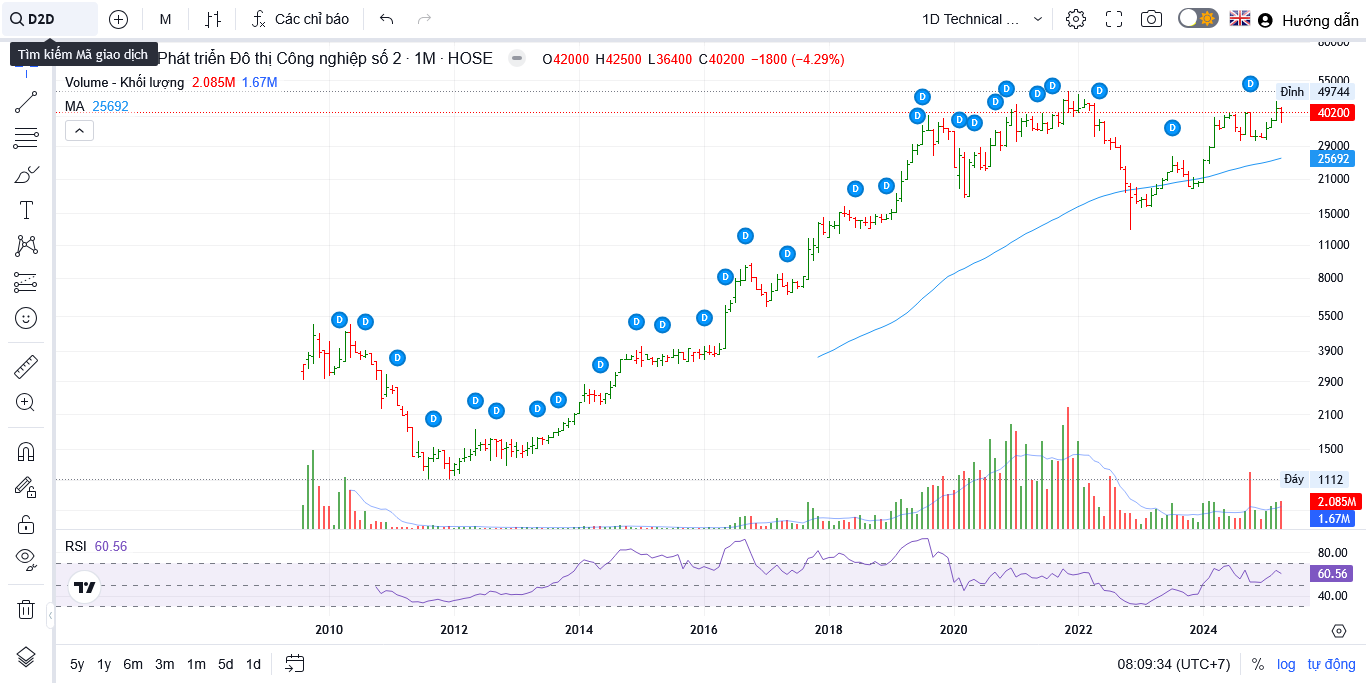 D2D
M
Các chỉ báo
1D Technical ...
Hướng dẫn
Tìm kiếm Mã giao dịch
Phát triển Đô thị Công nghiệp số 2 · 1M · HOSE
O42000 H42500 L36400 C40200 −1800 (−4.29%)
Volume - Khối lượng 2.085M 1.67M
MA 25692
D D D D D D D D D D D D D D D D D D D D D D D D D D D D D
80000
55000
Đỉnh 49744
40200
29000
25692
21000
15000
11000
8000
5500
3900
2900
2100
1500
Đáy 1112
2.085M
1.67M
RSI 60.56
80.00
60.56
40.00
2010 2012 2014 2016 2018 2020 2022 2024
5y 1y 6m 3m 1m 5d 1d
08:09:34 (UTC+7) % log tự động